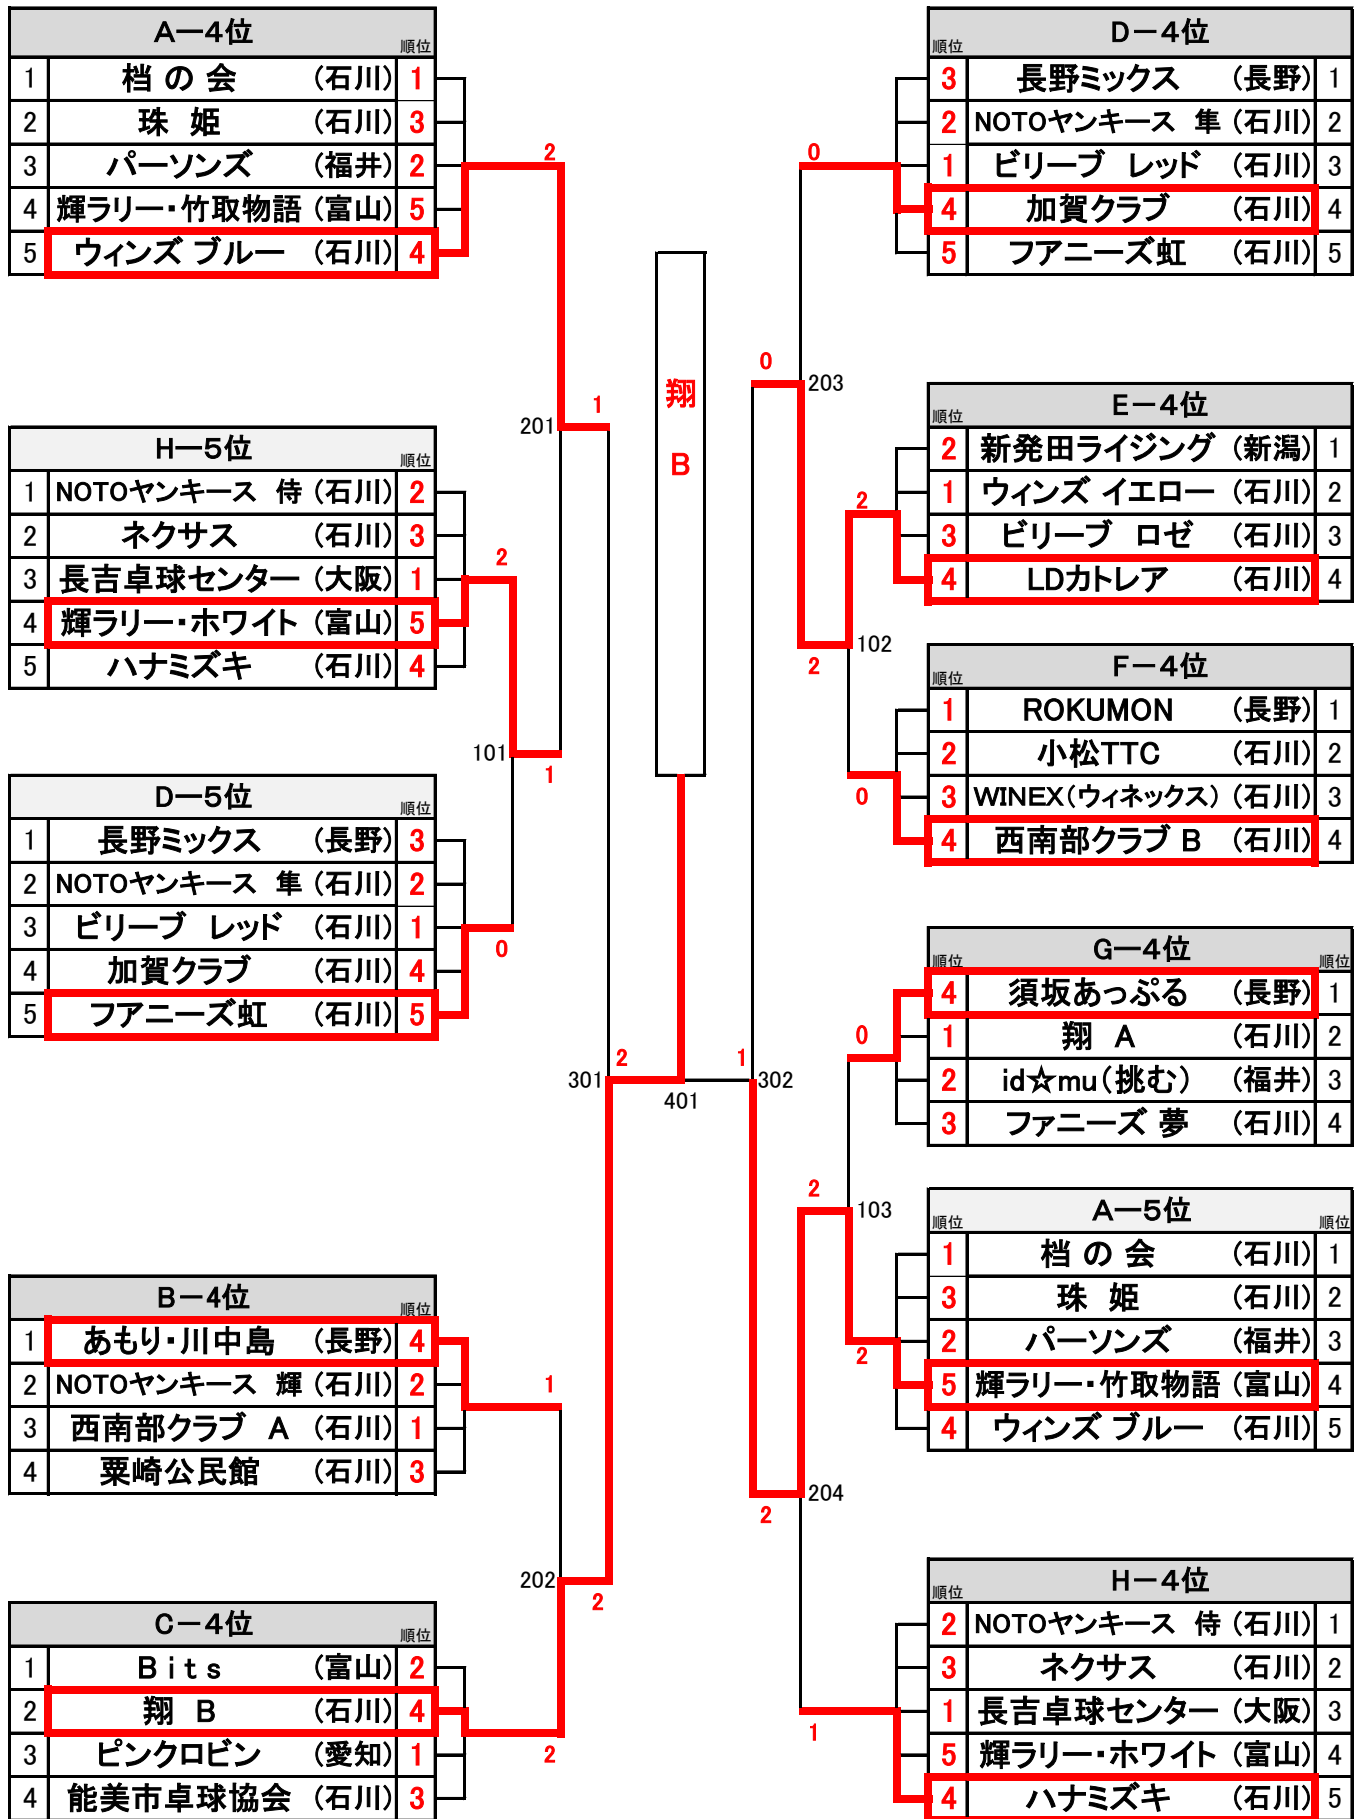 A－4位 順位
1 档 の 会 (石川) 1
2 珠 姫 (石川) 3
3 パーソンズ (福井) 2
4 輝ラリー・竹取物語 (富山) 5
5 ウィンズ ブルー (石川) 4
2
H－5位 順位
1 NOTOヤンキース 侍 (石川) 2
2 ネクサス (石川) 3
3 長吉卓球センター (大阪) 1
4 輝ラリー・ホワイト (富山) 5
5 ハナミズキ (石川) 4
201
1
2
101
1
D－5位 順位
1 長野ミックス (長野) 3
2 NOTOヤンキース 隼 (石川) 2
3 ビリーブ レッド (石川) 1
4 加賀クラブ (石川) 4
5 フアニーズ虹 (石川) 5
0
B－4位 順位
1 あもり・川中島 (長野) 4
2 NOTOヤンキース 輝 (石川) 2
3 西南部クラブ A (石川) 1
4 粟崎公民館 (石川) 3
1
202
2
C－4位 順位
1 Bits (富山) 2
2 翔 B (石川) 4
3 ピンクロビン (愛知) 1
4 能美市卓球協会 (石川) 3
2
翔
B
301
2
401
1
302
順位 D－4位
3 長野ミックス (長野) 1
2 NOTOヤンキース 隼 (石川) 2
1 ビリーブ レッド (石川) 3
4 加賀クラブ (石川) 4
5 フアニーズ虹 (石川) 5
0
0
203
順位 E－4位
2 新発田ライジング (新潟) 1
1 ウィンズ イエロー (石川) 2
3 ビリーブ ロゼ (石川) 3
4 LDカトレア (石川) 4
2
102
2
順位 F－4位
1 ROKUMON (長野) 1
2 小松TTC (石川) 2
3 WINEX(ウィネックス) (石川) 3
4 西南部クラブ B (石川) 4
0
順位 G－4位 順位
4 須坂あっぷる (長野) 1
1 翔 A (石川) 2
2 id☆mu(挑む) (福井) 3
3 ファニーズ 夢 (石川) 4
0
2
103
順位 A－5位 順位
1 档 の 会 (石川) 1
3 珠 姫 (石川) 2
2 パーソンズ (福井) 3
5 輝ラリー・竹取物語 (富山) 4
4 ウィンズ ブルー (石川) 5
2
204
2
順位 H－4位
2 NOTOヤンキース 侍 (石川) 1
3 ネクサス (石川) 2
1 長吉卓球センター (大阪) 3
5 輝ラリー・ホワイト (富山) 4
4 ハナミズキ (石川) 5
1